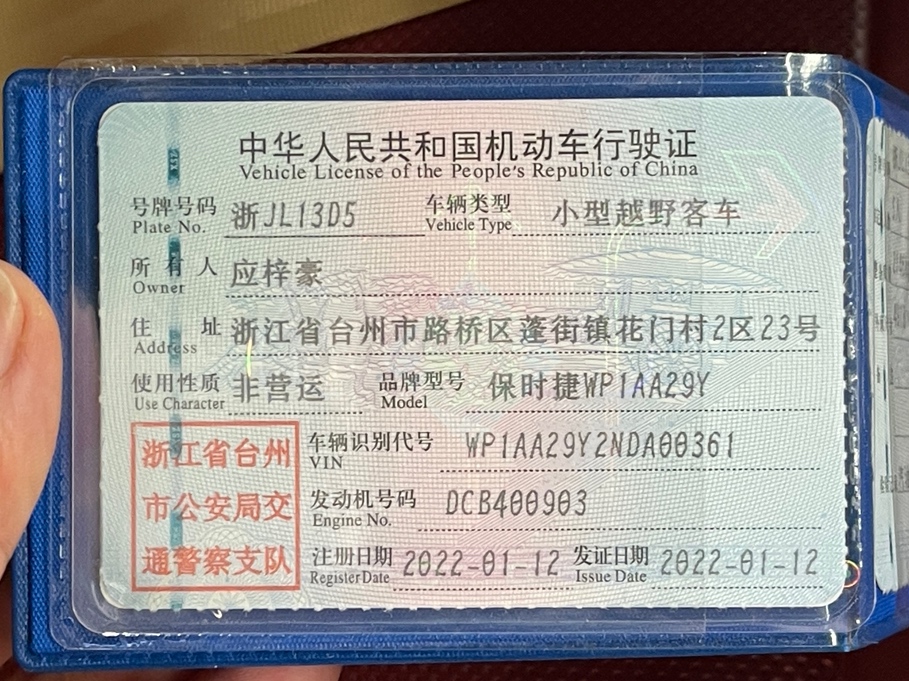 中华人民共和国机动车行驶证
Vehicle License of the People's Republic of China
号牌号码 浙JL13D5 车辆类型 小型越野客车
Plate No. Vehicle Type
所有人 应梓豪
Owner
住址 浙江省台州市路桥区蓬街镇花门村2区23号
Address
使用性质 非营运 品牌型号 保时捷WP1AA29Y
Use Character Model
浙江省台州
市公安局交
通警察支队
车辆识别代号 WP1AA29Y2NDA00361
VIN
发动机号码 DCB400903
Engine No.
注册日期 2022-01-12 发证日期 2022-01-12
Register Date Issue Date